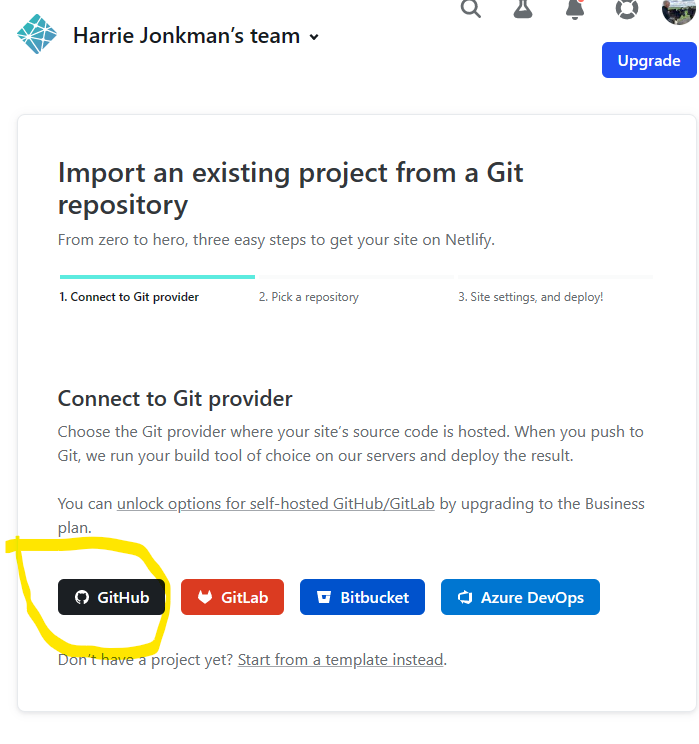 Harrie Jonkman's team
Upgrade
Import an existing project from a Git
repository
From zero to hero, three easy steps to get your site on Netlify.
1. Connect to Git provider 2. Pick a repository 3. Site settings, and deploy!
Connect to Git provider
Choose the Git provider where your site's source code is hosted. When you push to
Git, we run your build tool of choice on our servers and deploy the result.
You can unlock options for self-hosted GitHub/GitLab by upgrading to the Business
plan.
GitHub GitLab Bitbucket Azure DevOps
Don't have a project yet? Start from a template instead.